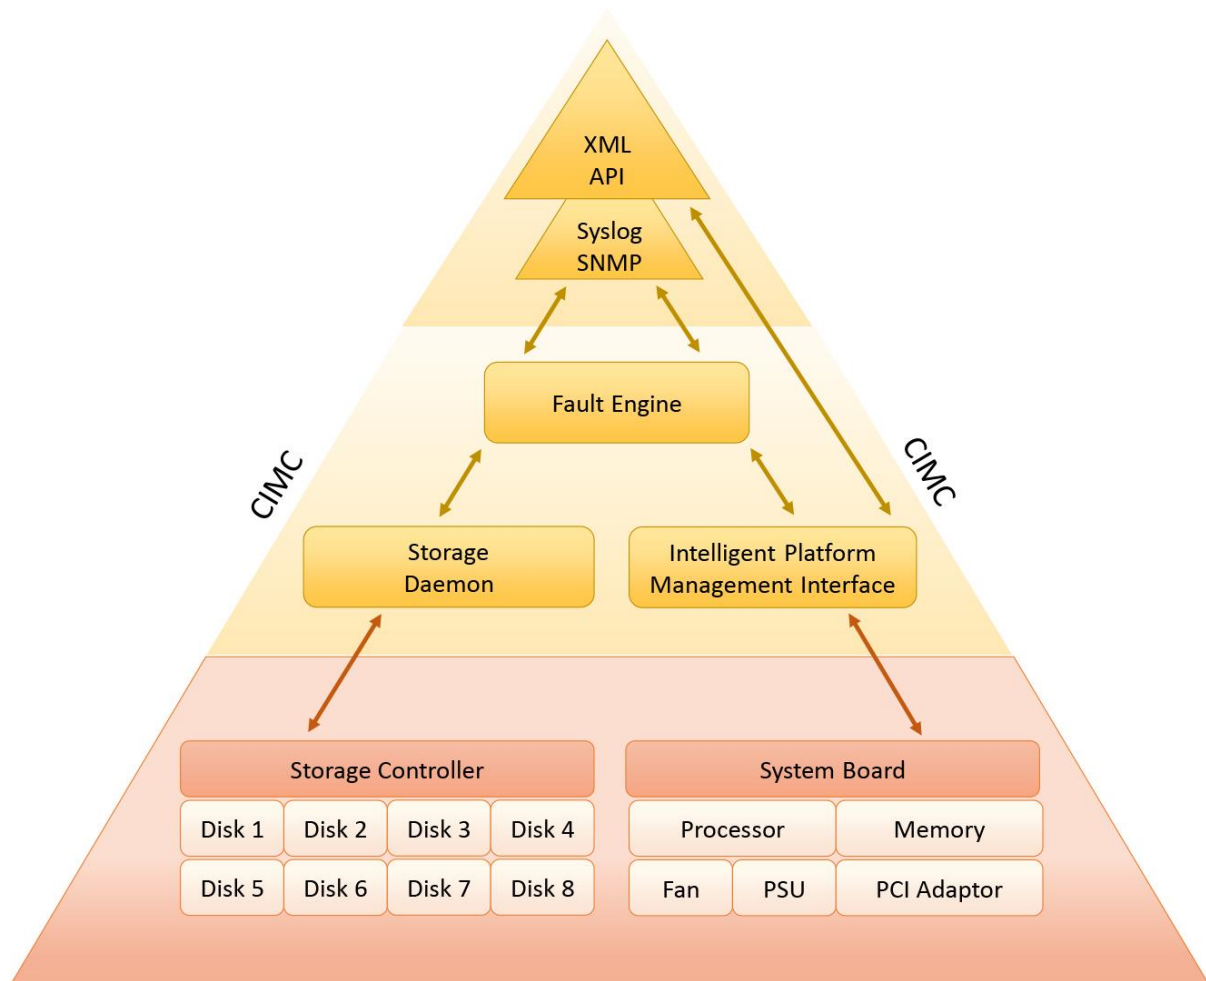 XML
API
Syslog
SNMP
Fault Engine
CIMC
CIMC
Storage
Daemon
Intelligent Platform
Management Interface
Storage Controller
System Board
Disk 1
Disk 2
Disk 3
Disk 4
Processor
Memory
Disk 5
Disk 6
Disk 7
Disk 8
Fan
PSU
PCI Adaptor